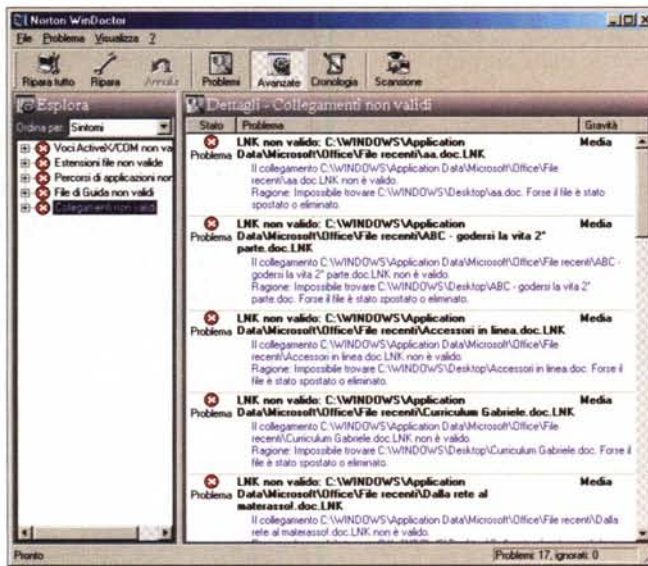 Norton WinDoctor
File Problema Visualizza ?
Ripara tutto Ripara Annulla Problemi Avanzate Cronologia Scansione
Esplora
Ordina per: Sintomi
Voci ActiveX/COM non va
Estensioni file non valide
Percorsi di applicazioni non
File di Guida non validi
Collegamenti non validi
Dettagli - Collegamenti non validi
Stato Problema Gravità
Problema
LNK non valido: C:\WINDOWS\Application Media
Data\Microsoft\Office\File recenti\aa.doc.LNK
Il collegamento C:\WINDOWS\Application Data\Microsoft\Office\File
recenti\aa.doc.LNK non è valido.
Ragione: Impossibile trovare C:\WINDOWS\Desktop\aa.doc. Forse il file è stato
spostato o eliminato.
Problema
LNK non valido: C:\WINDOWS\Application Media
Data\Microsoft\Office\File recenti\ABC - godersi la vita 2"
parte.doc.LNK
Il collegamento C:\WINDOWS\Application Data\Microsoft\Office\File recenti\ABC -
godersi la vita 2" parte.doc.LNK non è valido.
Ragione: Impossibile trovare C:\WINDOWS\Desktop\ABC - godersi la vita 2"
parte.doc. Forse il file è stato spostato o eliminato.
Problema
LNK non valido: C:\WINDOWS\Application Media
Data\Microsoft\Office\File recenti\Accessori in linea.doc.LNK
Il collegamento C:\WINDOWS\Application Data\Microsoft\Office\File
recenti\Accessori in linea.doc.LNK non è valido.
Ragione: Impossibile trovare C:\WINDOWS\Desktop\Accessori in linea.doc. Forse il
file è stato spostato o eliminato.
Problema
LNK non valido: C:\WINDOWS\Application Media
Data\Microsoft\Office\File recenti\Curriculum Gabriele.doc.LNK
Il collegamento C:\WINDOWS\Application Data\Microsoft\Office\File
recenti\Curriculum Gabriele.doc.LNK non è valido.
Ragione: Impossibile trovare C:\WINDOWS\Desktop\Curriculum Gabriele.doc. Forse il
file è stato spostato o eliminato.
Problema
LNK non valido: C:\WINDOWS\Application Media
Data\Microsoft\Office\File recenti\Dalla rete al
materasso!.doc.LNK
Il collegamento C:\WINDOWS\Application Data\Microsoft\Office\File recenti\Dalla
rete al materasso!.doc.LNK non è valido.
Pronto
Problemi: 17, ignorati: 0